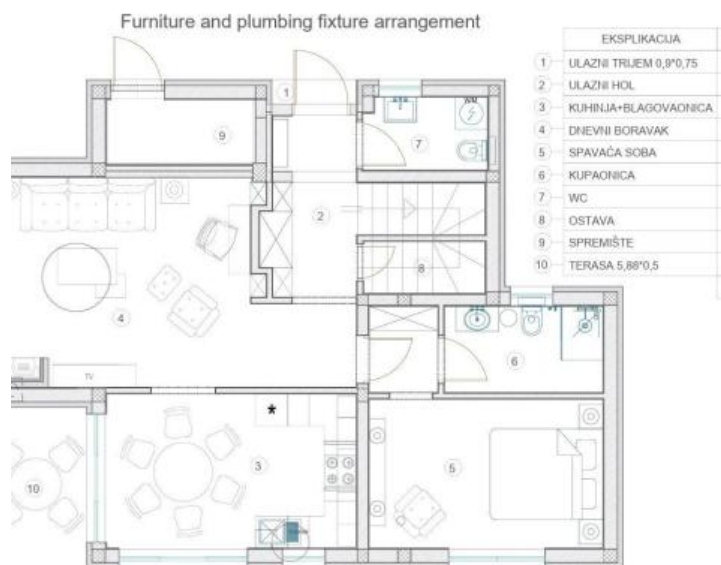 Furniture and plumbing fixture arrangement
EKSPLIKACIJA
1 ULAZNI TRIJEM 0,9*0,75
2 ULAZNI HOL
3 KUHINJA+BLAGOVAONICA
4 DNEVNI BORAVAK
5 SPAVAĆA SOBA
6 KUPAONICA
7 WC
8 OSTAVA
9 SPREMIŠTE
10 TERASA 5,88*0,5
1
9
WM
7
2
8
4
6
TV
*
3
5
10